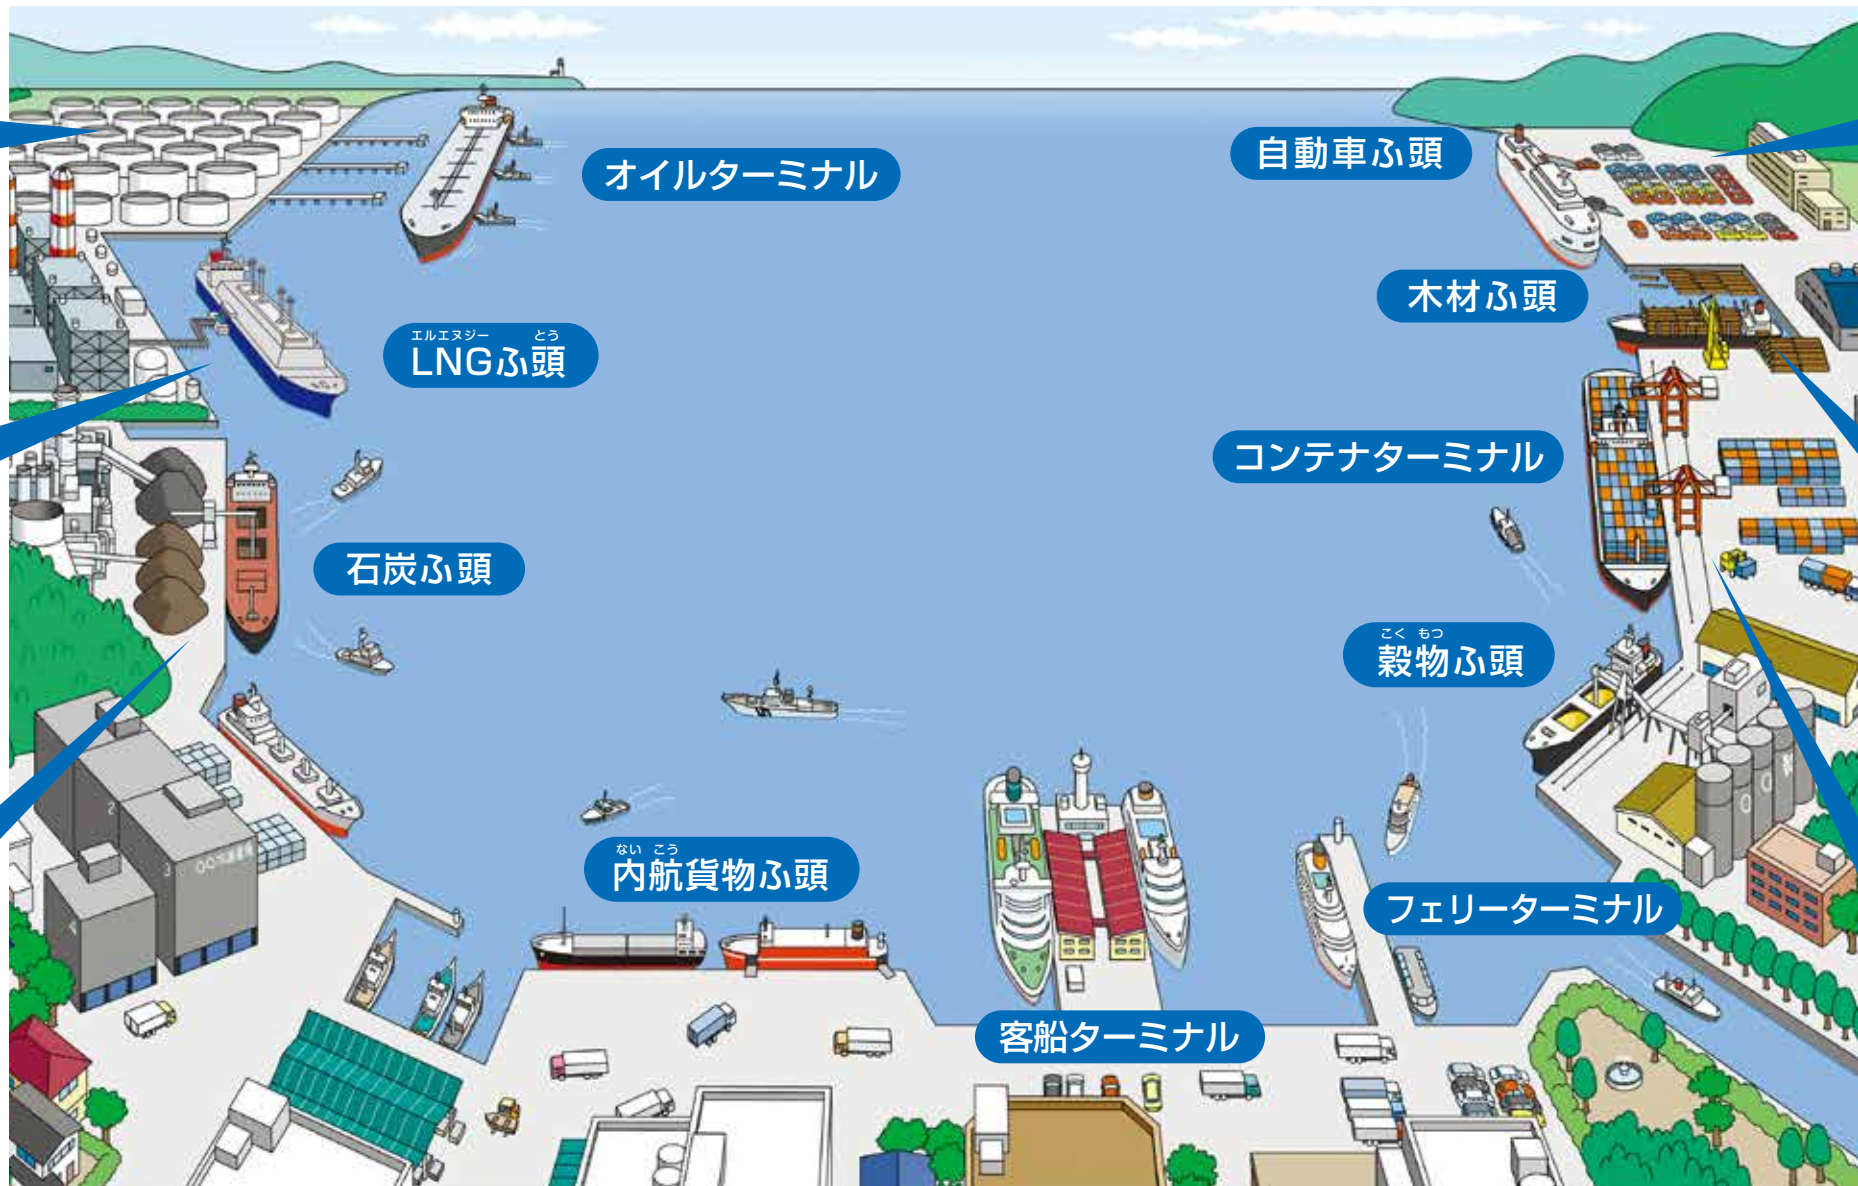 自動車ふ頭
オイルターミナル
木材ふ頭
エルエヌジー とう
LNGふ頭
コンテナターミナル
石炭ふ頭
こく もつ
穀物ふ頭
ない こう
内航貨物ふ頭
フェリーターミナル
客船ターミナル
2
3
4